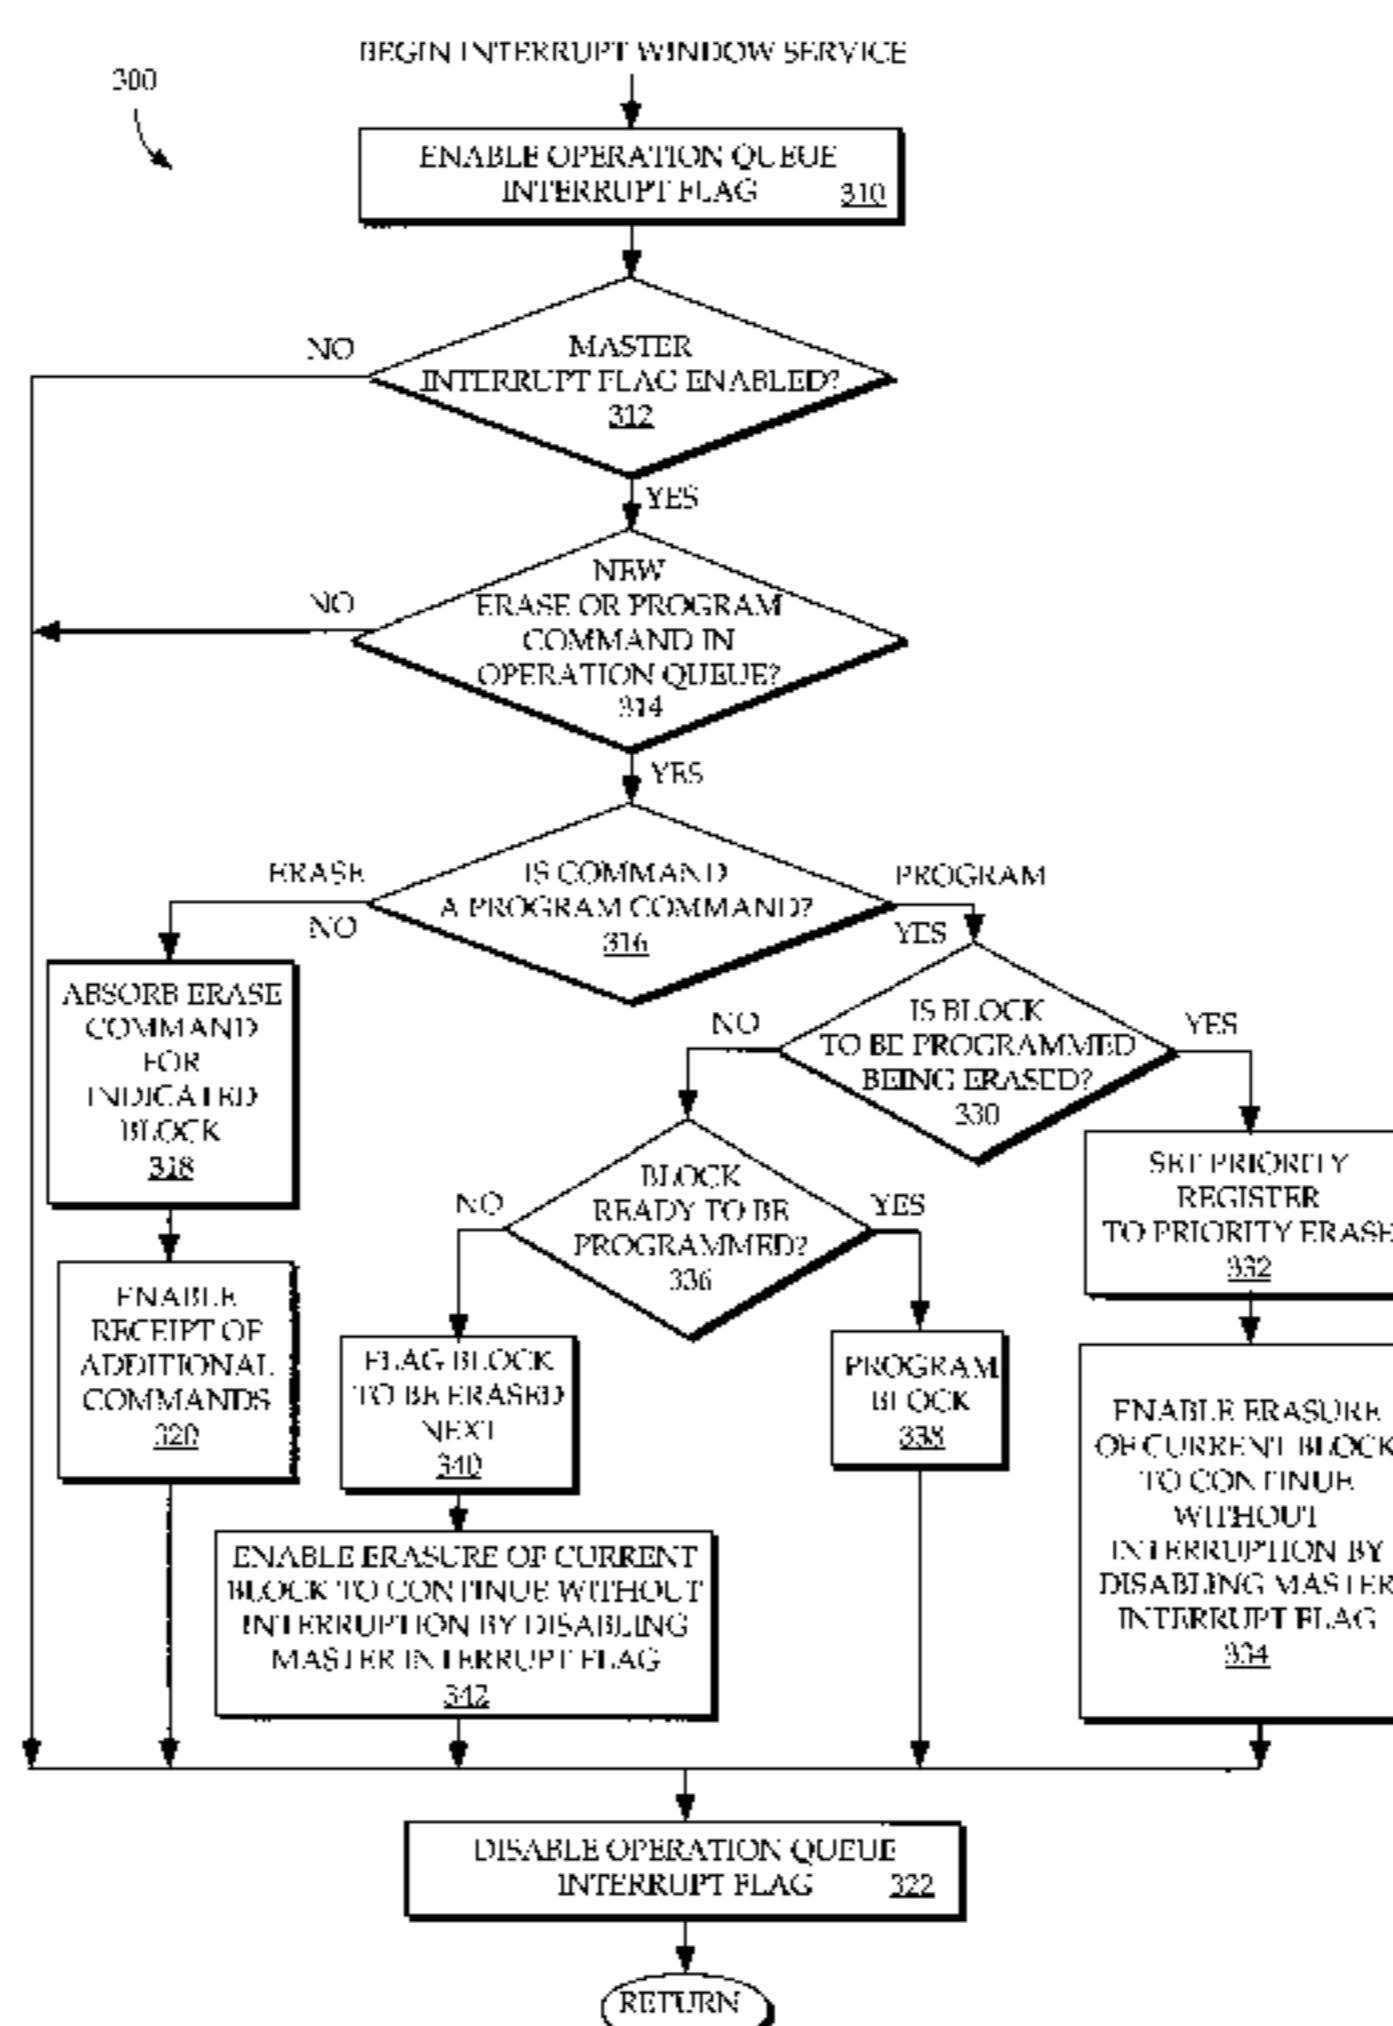 BEGIN INTERRUPT WINDOW SERVICE
300
ENABLE OPERATION QUEUE
INTERRUPT FLAG 310
NO
MASTER
INTERRUPT FLAG ENABLED?
312
YES
NEW
ERASE OR PROGRAM
COMMAND IN
OPERATION QUEUE?
314
NO
YES
ERASE
NO
IS COMMAND
A PROGRAM COMMAND?
316
PROGRAM
YES
ABSORB ERASE
COMMAND
FOR
INDICATED
BLOCK
318
NO
IS BLOCK
TO BE PROGRAMMED
BEING ERASED?
330
YES
ENABLE
RECEIPT OF
ADDITIONAL
COMMANDS
320
NO
BLOCK
READY TO BE
PROGRAMMED?
336
YES
SET PRIORITY
REGISTER
TO PRIORITY ERASE
332
FLAG BLOCK
TO BE ERASED
NEXT
340
PROGRAM
BLOCK
338
ENABLE ERASURE
OF CURRENT BLOCK
TO CONTINUE
WITHOUT
INTERRUPTION BY
DISABLING MASTER
INTERRUPT FLAG
334
ENABLE ERASURE OF CURRENT
BLOCK TO CONTINUE WITHOUT
INTERRUPTION BY DISABLING
MASTER INTERRUPT FLAG
342
DISABLE OPERATION QUEUE
INTERRUPT FLAG 322
RETURN